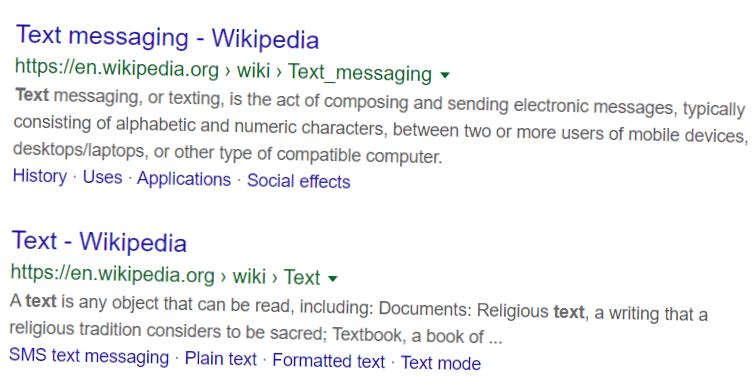 Text messaging - Wikipedia
https://en.wikipedia.org › wiki › Text_messaging
Text messaging, or texting, is the act of composing and sending electronic messages, typically
consisting of alphabetic and numeric characters, between two or more users of mobile devices,
desktops/laptops, or other type of compatible computer.
History · Uses · Applications · Social effects
Text - Wikipedia
https://en.wikipedia.org › wiki › Text
A text is any object that can be read, including: Documents: Religious text, a writing that a
religious tradition considers to be sacred; Textbook, a book of ...
SMS text messaging · Plain text · Formatted text · Text mode